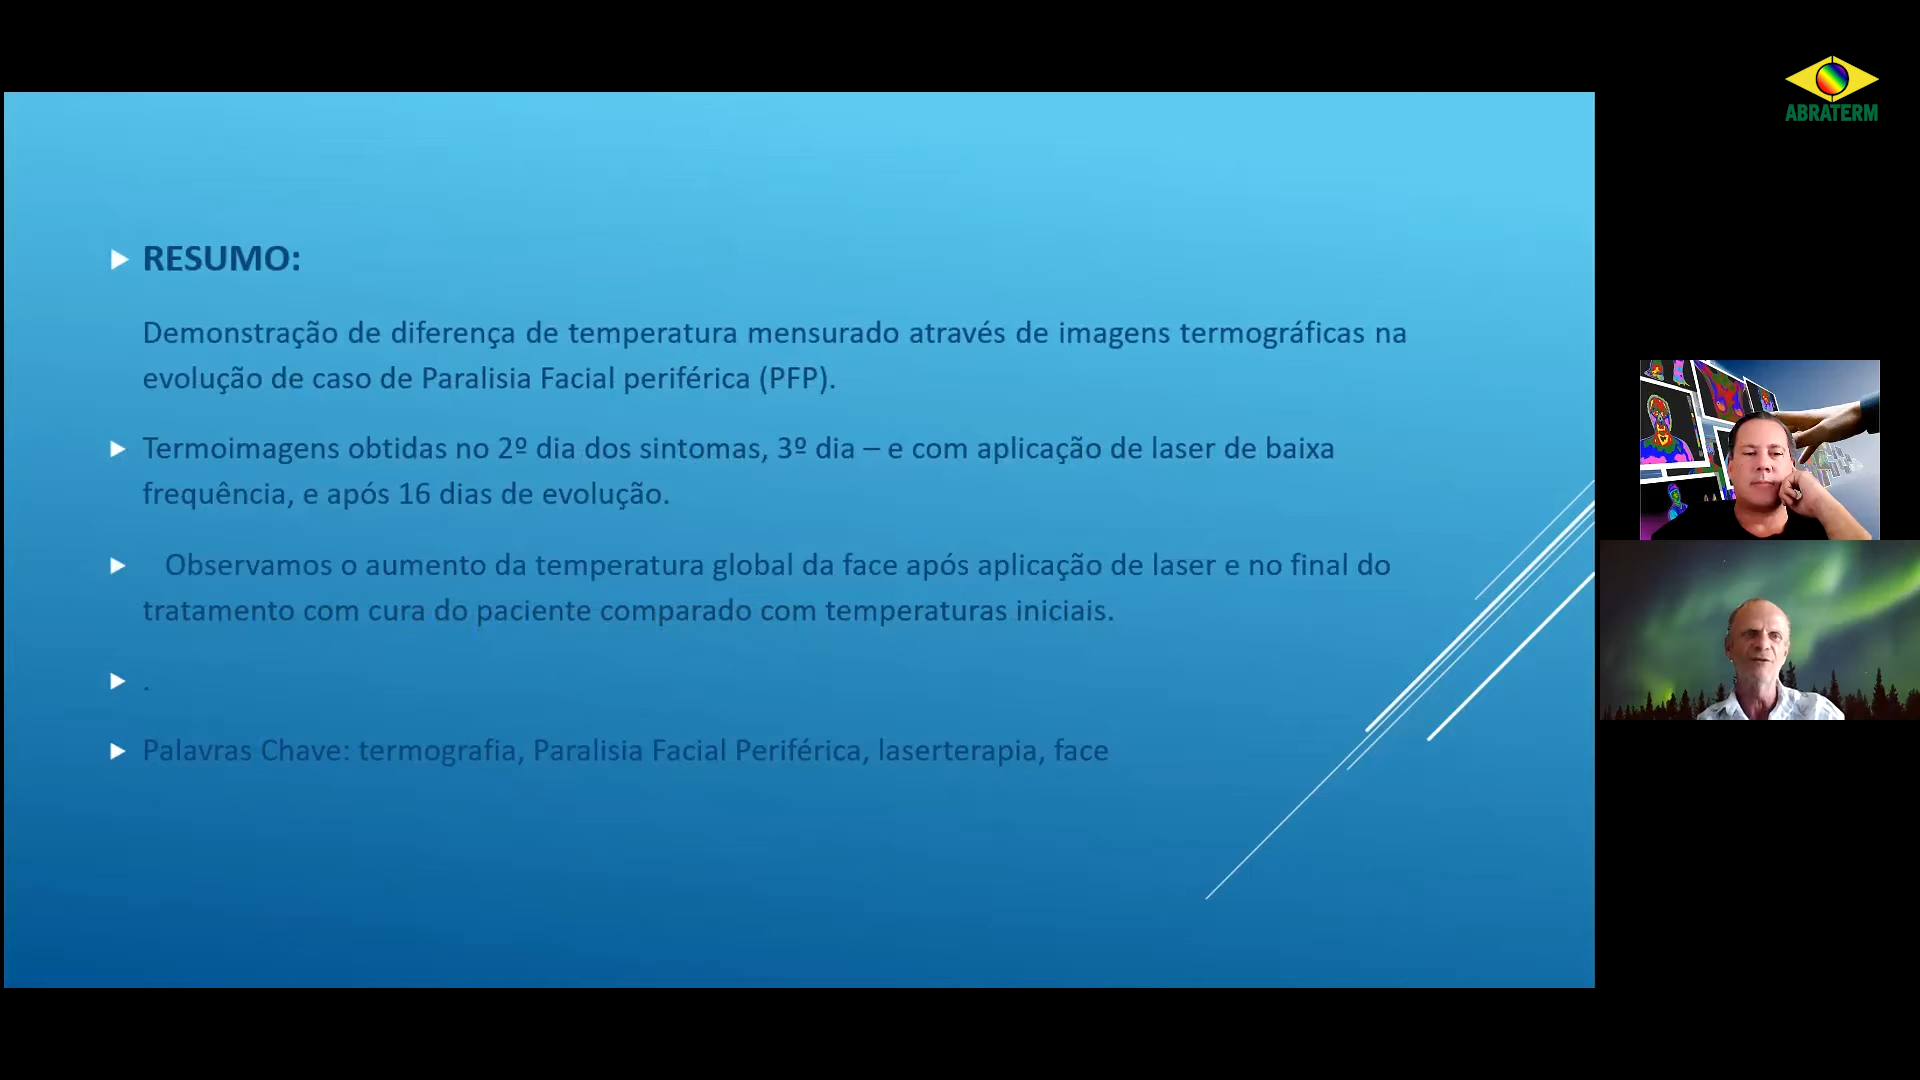 ABRATERM
RESUMO:
Demonstração de diferença de temperatura mensurado através de imagens termográficas na
evolução de caso de Paralisia Facial periférica (PFP).
Termoimagens obtidas no 2º dia dos sintomas, 3º dia – e com aplicação de laser de baixa
frequência, e após 16 dias de evolução.
Observamos o aumento da temperatura global da face após aplicação de laser e no final do
tratamento com cura do paciente comparado com temperaturas iniciais.
.
Palavras Chave: termografia, Paralisia Facial Periférica, laserterapia, face